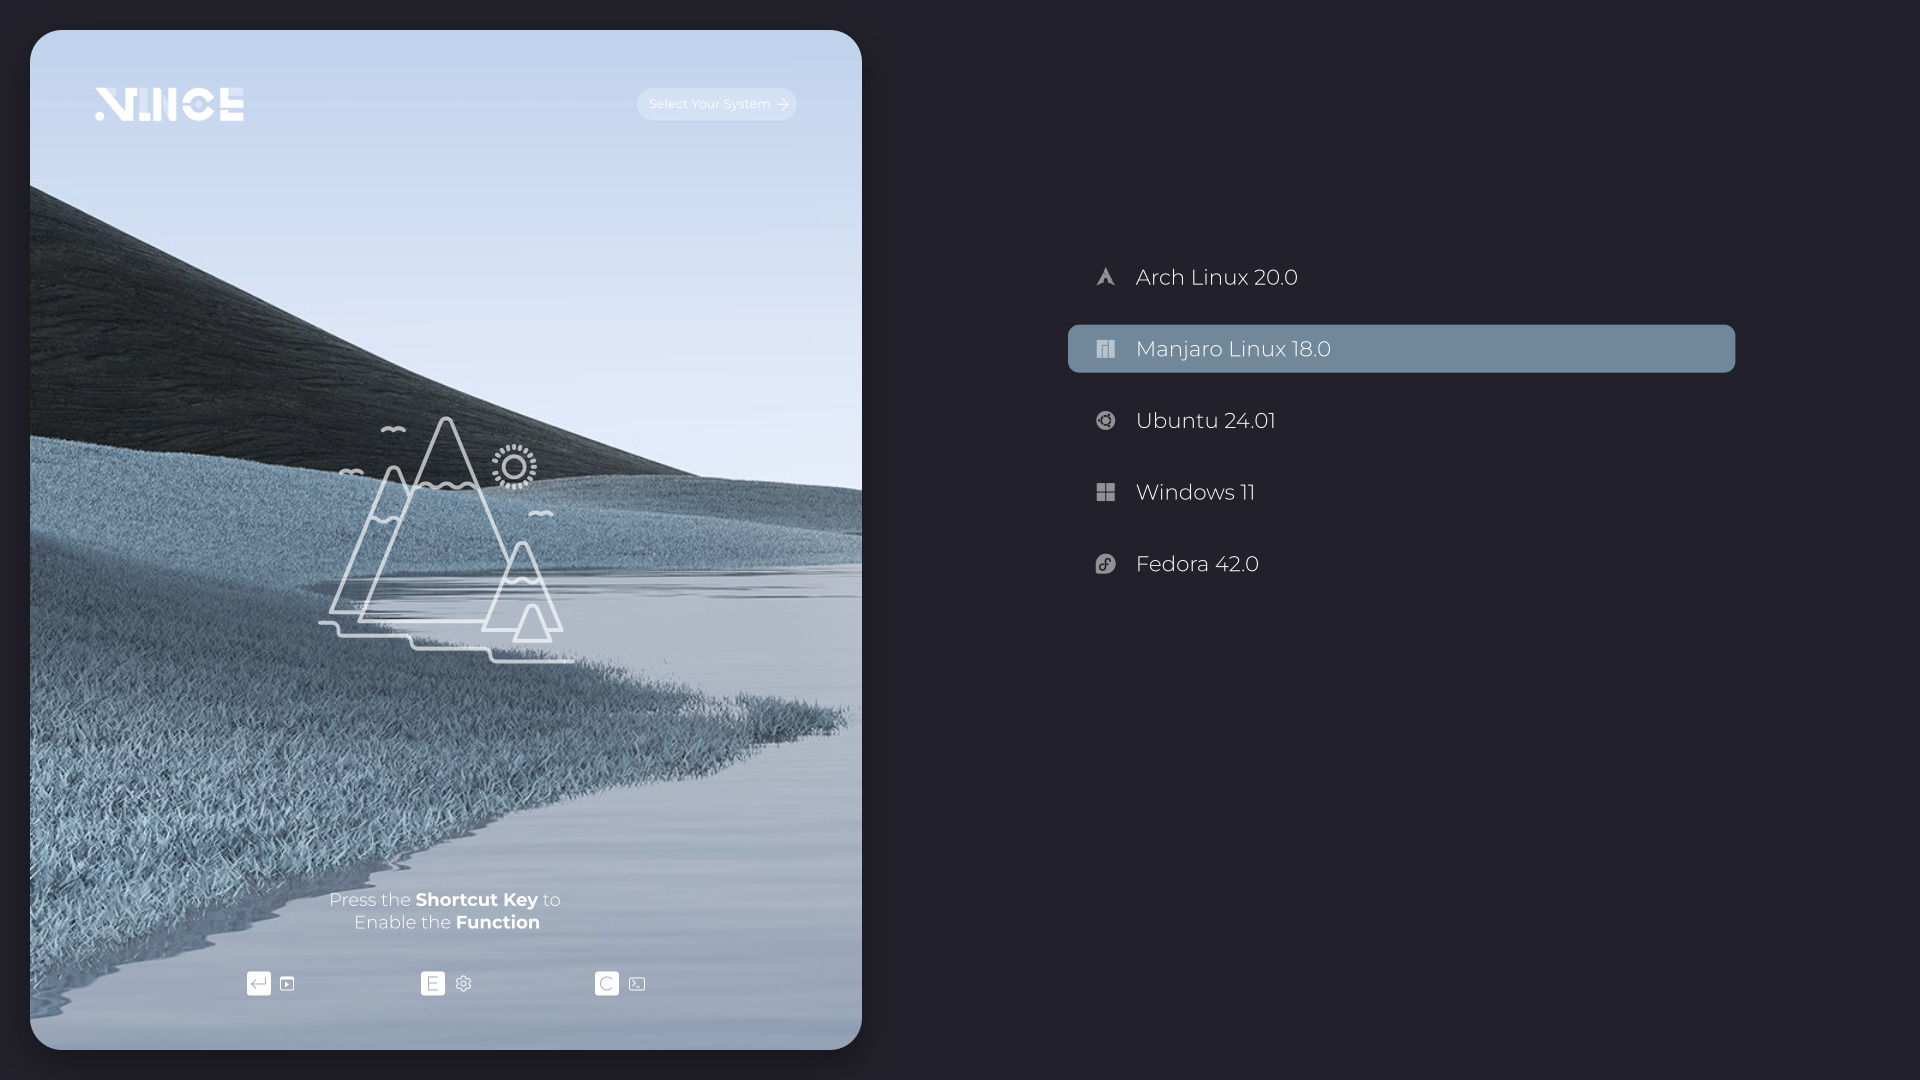 VINCE
Select Your System
Arch Linux 20.0
Manjaro Linux 18.0
Ubuntu 24.01
Windows 11
Fedora 42.0
Press the Shortcut Key to
Enable the Function
E
C